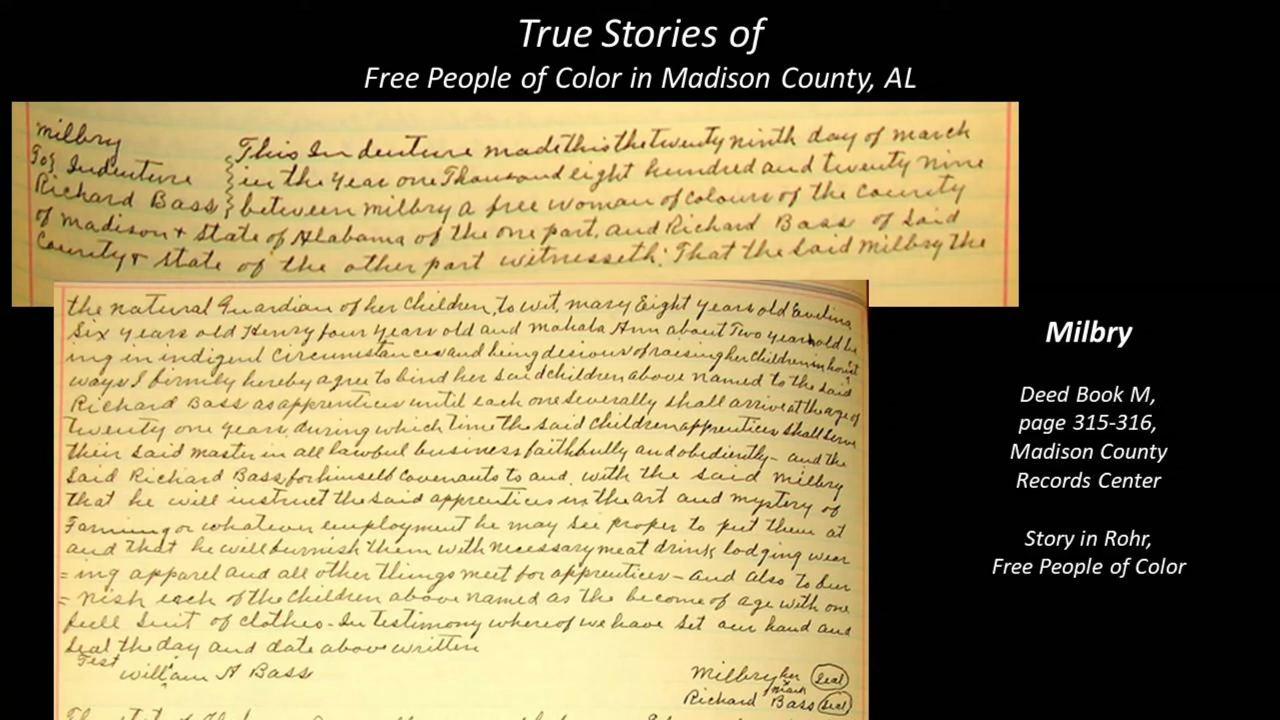 True Stories of
Free People of Color in Madison County, AL
Milbry
To} Indenture
Richard Bass
This Indenture made this the twenty ninth day of march
in the year one Thousand eight hundred and twenty nine
between milbry a free woman of colour of the county
of madison & state of Alabama of the one part, and Richard Bass of said
County & state of the other part witnesseth: That the said milbry the
the natural Guardian of her children, to wit, mary Eight years old Evelina
Six years old Henry four years old and mahala Ann about Two years old be
ing in indigent circumstances and being desious of raising her children in honist
ways I firmly hereby agree to bind her said children above named to the said
Richard Bass as apprentices until each one severally shall arrive at the age of
twenty one years, during which time the said children apprentices shall serve
their said master in all lawful business faithfully and obidiently – and the
said Richard Bass for himself covenants to and with the said Milbry
that he will instruct the said apprentices in the art and mystery of
Farming or whatever employment he may see proper to put them at
and that he will furnish them with necessary meat drink lodging wear
=ing apparel and all other things meet for apprentices – and also to fur
=nish each of the children above named as the become of age with one
full Suit of clothes – In testimony whereof we have set our hand and
seal the day and date above written
Test
william A Bass
Milbry her mark (Seal)
Richard Bass (Seal)
Milbry
Deed Book M,
page 315-316,
Madison County
Records Center
Story in Rohr,
Free People of Color